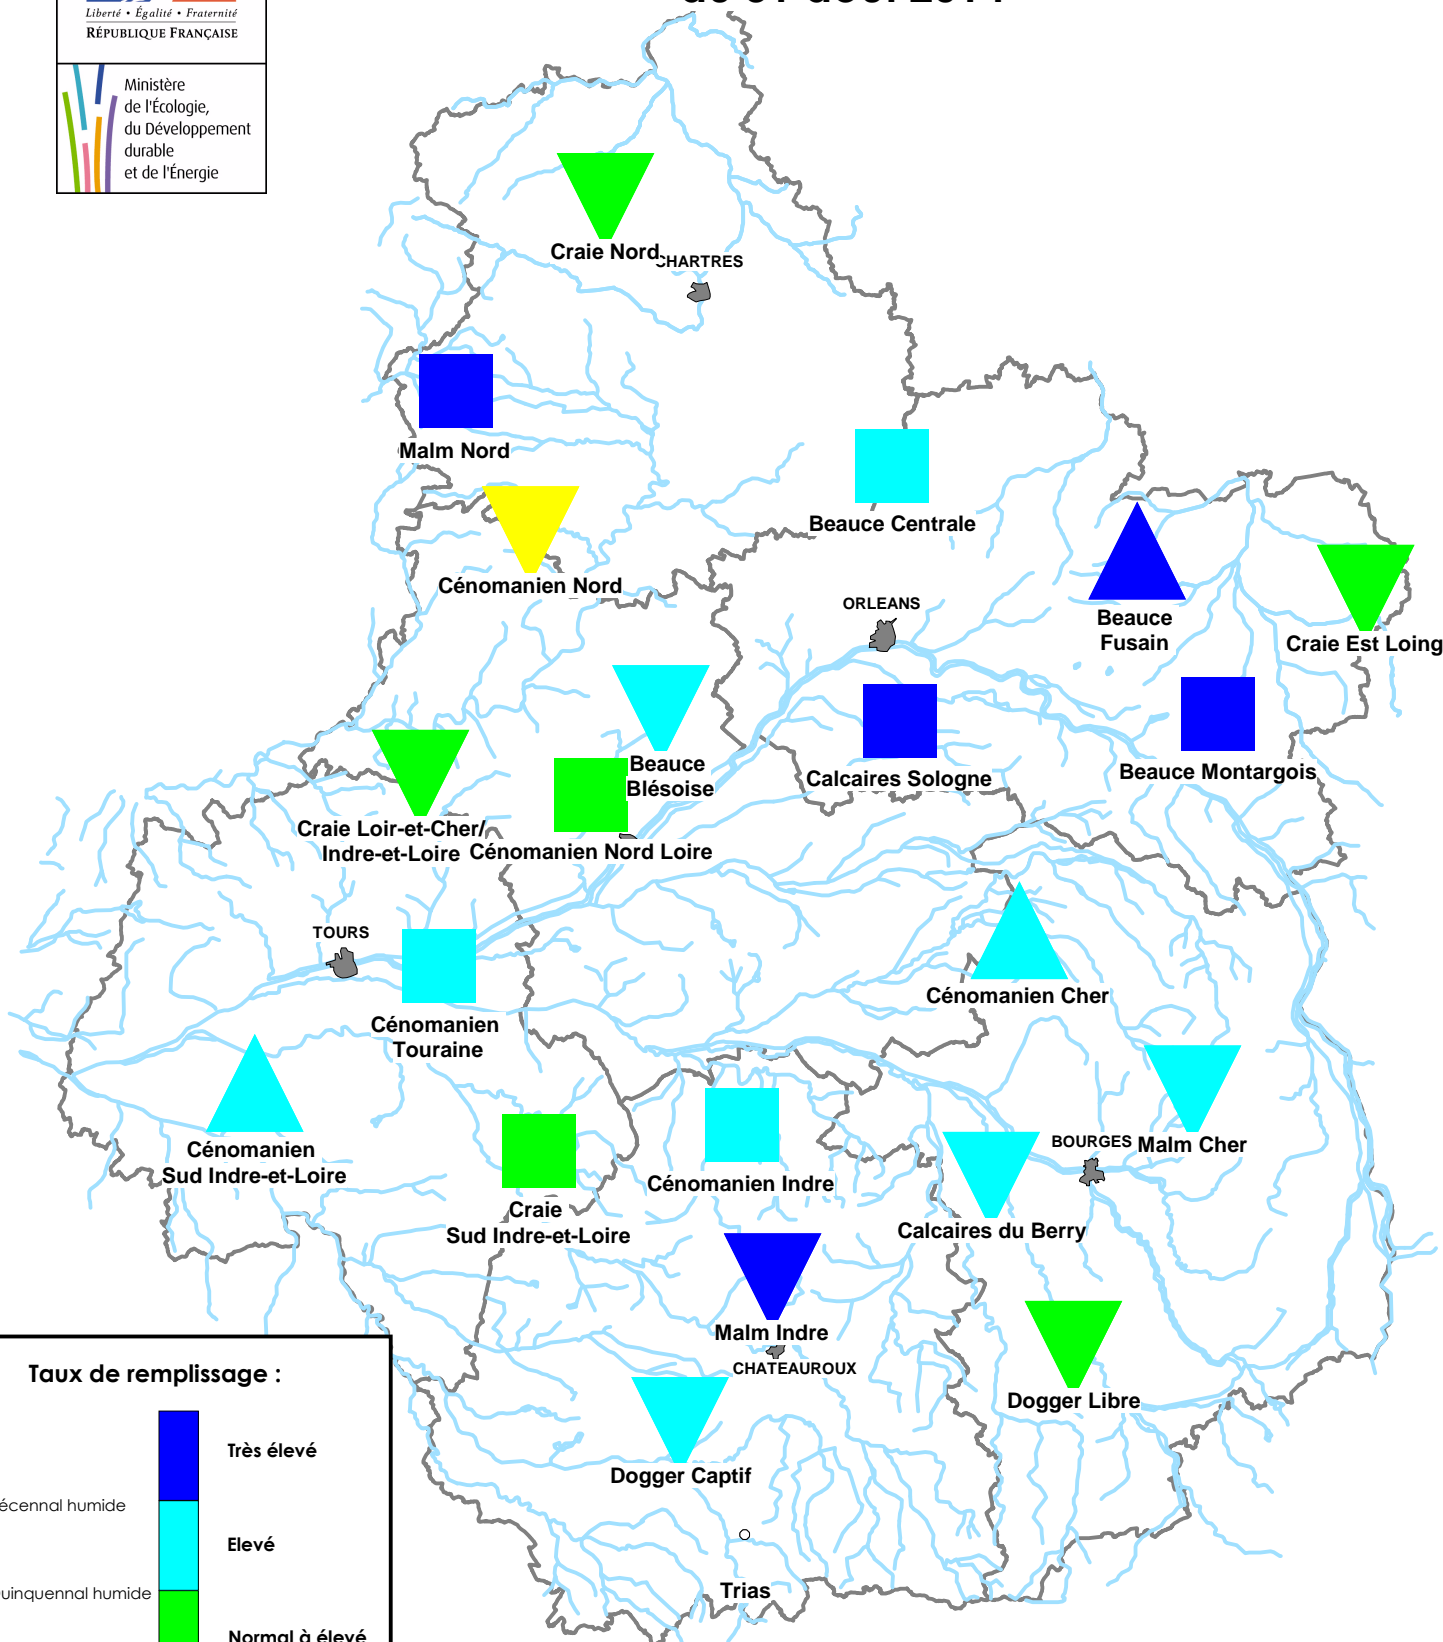 Liberté • Égalité • Fraternité
RÉPUBLIQUE FRANÇAISE
Ministère
de l'Écologie,
du Développement
durable
et de l'Énergie
Craie Nord
CHARTRES
Malm Nord
Beauce Centrale
Cénomanien Nord
ORLEANS
Beauce
Fusain
Craie Est Loing
Beauce
Blésoise
Calcaires Sologne
Beauce Montargois
Craie Loir-et-Cher/
Indre-et-Loire
Cénomanien Nord Loire
TOURS
Cénomanien Cher
Cénomanien
Touraine
Cénomanien
Sud Indre-et-Loire
BOURGES
Malm Cher
Cénomanien Indre
Craie
Sud Indre-et-Loire
Calcaires du Berry
Malm Indre
CHATEAUROUX
Dogger Libre
Dogger Captif
Trias
Taux de remplissage :
Très élevé
écennal humide
Elevé
uinquennal humide
Normal à élevé